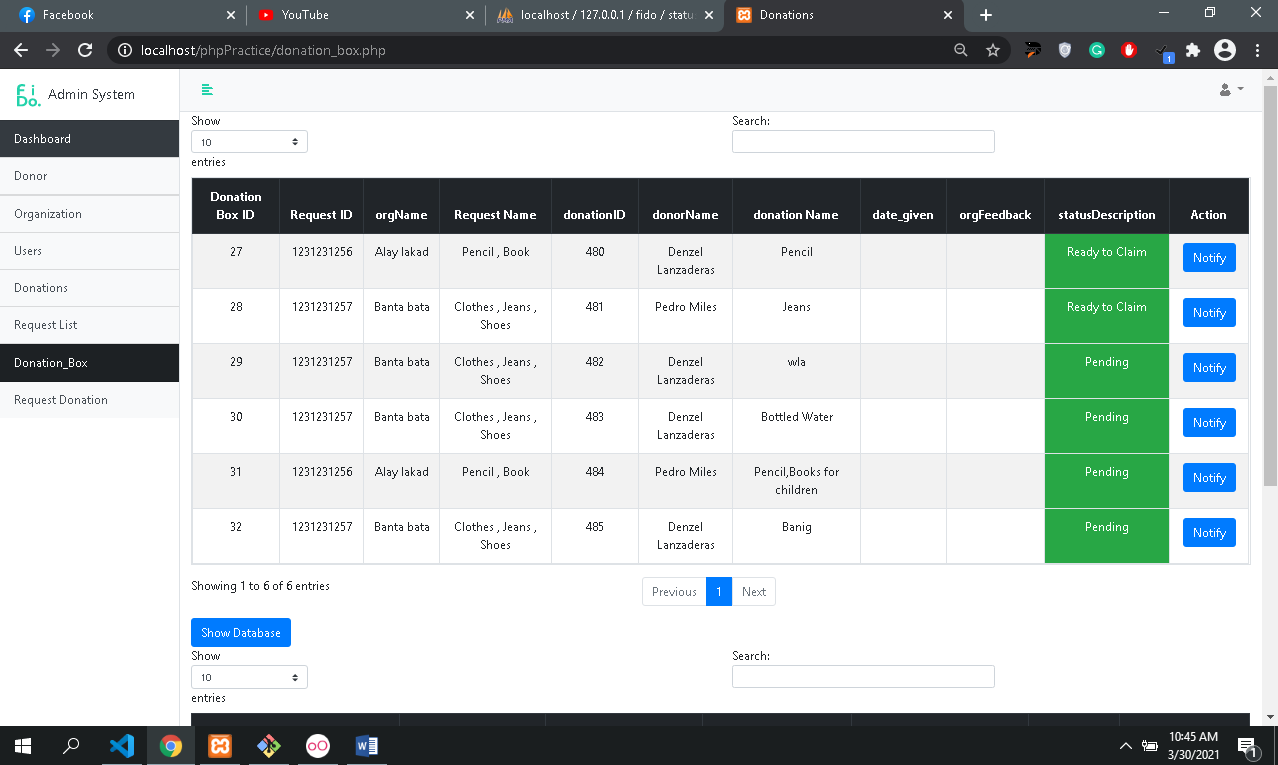 Facebook
YouTube
localhost / 127.0.0.1 / fido / statu
Donations
localhost/phpPractice/donation_box.php
1
Fi
Do. Admin System
Dashboard
Donor
Organization
Users
Donations
Request List
Donation_Box
Request Donation
Show
10
entries
Search:
Donation Box ID Request ID orgName Request Name donationID donorName donation Name date_given orgFeedback statusDescription Action
27 1231231256 Alay lakad Pencil , Book 480 Denzel Lanzaderas Pencil Ready to Claim Notify
28 1231231257 Banta bata Clothes , Jeans , Shoes 481 Pedro Miles Jeans Ready to Claim Notify
29 1231231257 Banta bata Clothes , Jeans , Shoes 482 Denzel Lanzaderas wla Pending Notify
30 1231231257 Banta bata Clothes , Jeans , Shoes 483 Denzel Lanzaderas Bottled Water Pending Notify
31 1231231256 Alay lakad Pencil , Book 484 Pedro Miles Pencil,Books for children Pending Notify
32 1231231257 Banta bata Clothes , Jeans , Shoes 485 Denzel Lanzaderas Banig Pending Notify
Showing 1 to 6 of 6 entries
Previous 1 Next
Show Database
Show
10
entries
Search:
10:45 AM
3/30/2021
1